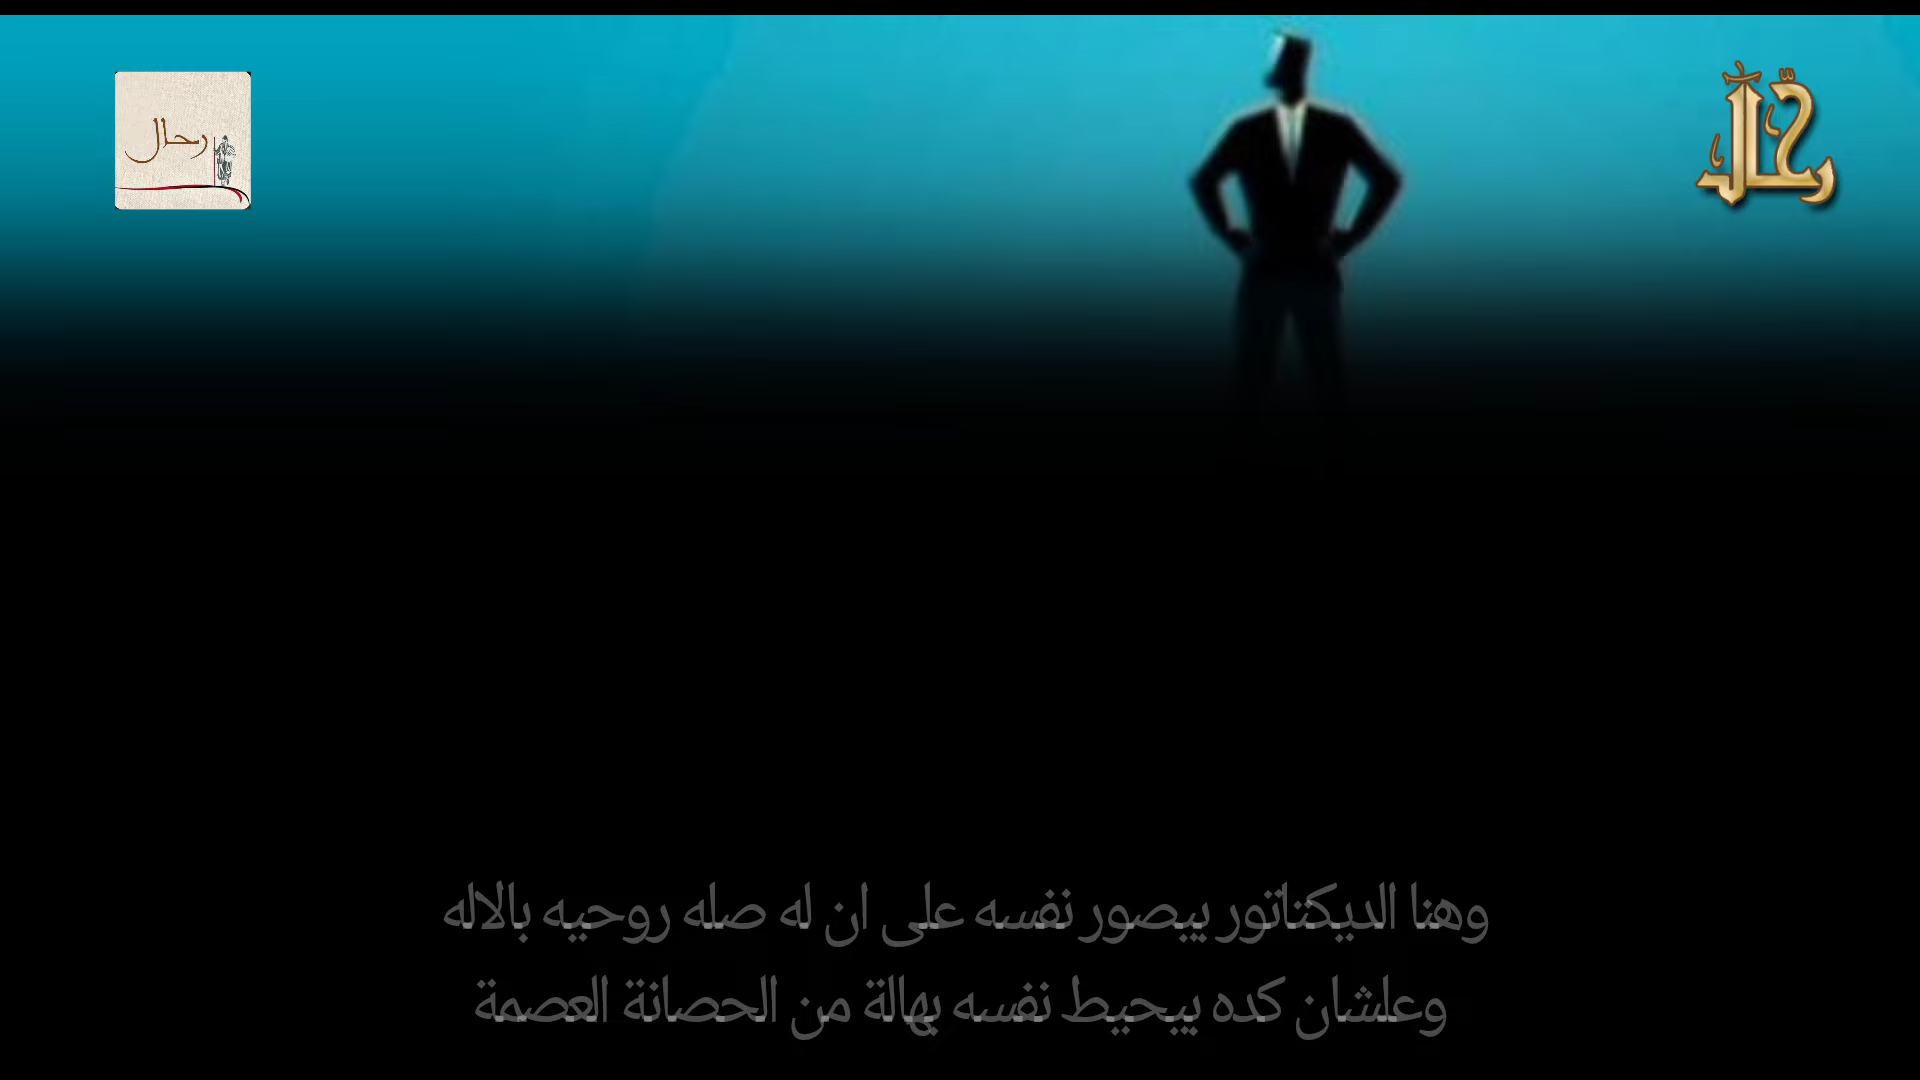 رحال
رحال
وهنا الديكتاتور بيصور نفسه على ان له صله روحيه بالاله
وعلشان كده بيحيط نفسه بهالة من الحصانة العصمة